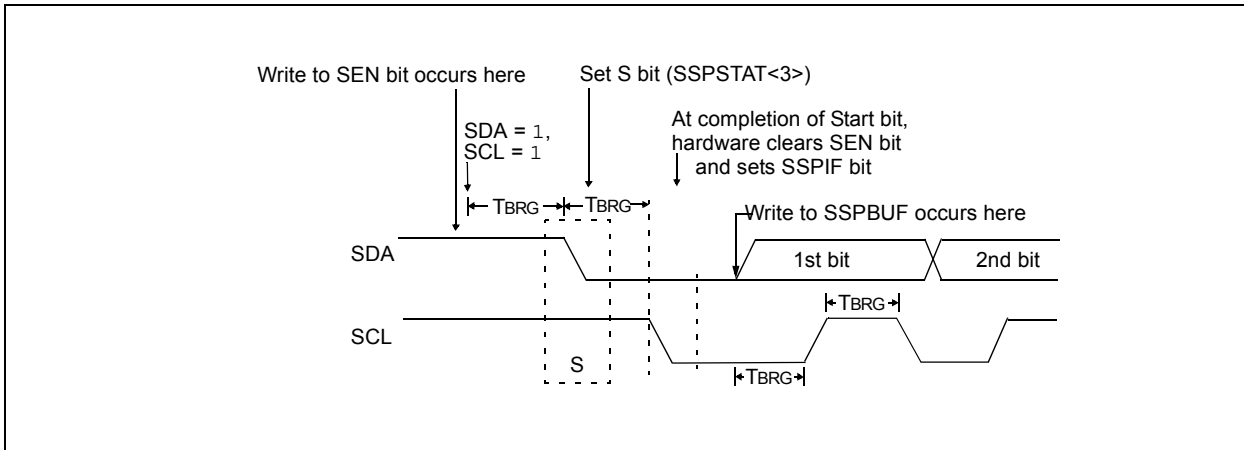 Write to SEN bit occurs here
Set S bit (SSPSTAT<3>)
SDA = 1,
SCL = 1
At completion of Start bit,
hardware clears SEN bit
and sets SSPIF bit
TBRG
TBRG
Write to SSPBUF occurs here
SDA
1st bit
2nd bit
TBRG
SCL
S
TBRG